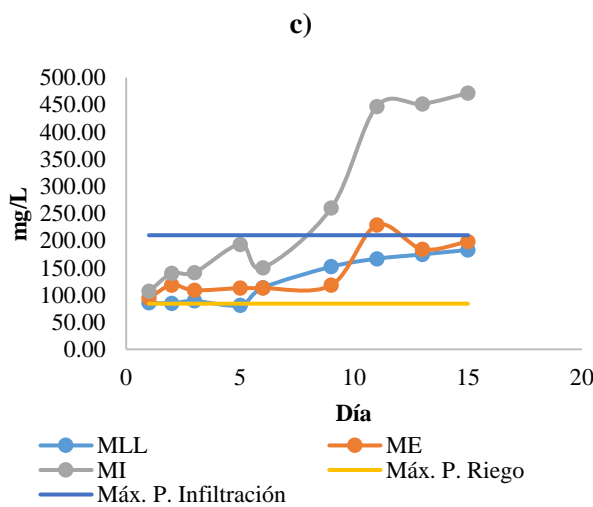 c)
500.00
450.00
400.00
350.00
300.00
250.00
200.00
150.00
100.00
50.00
0.00
mg/L
0 5 10 15 20
Día
MLL ME
MI Máx. P. Riego
Máx. P. Infiltración